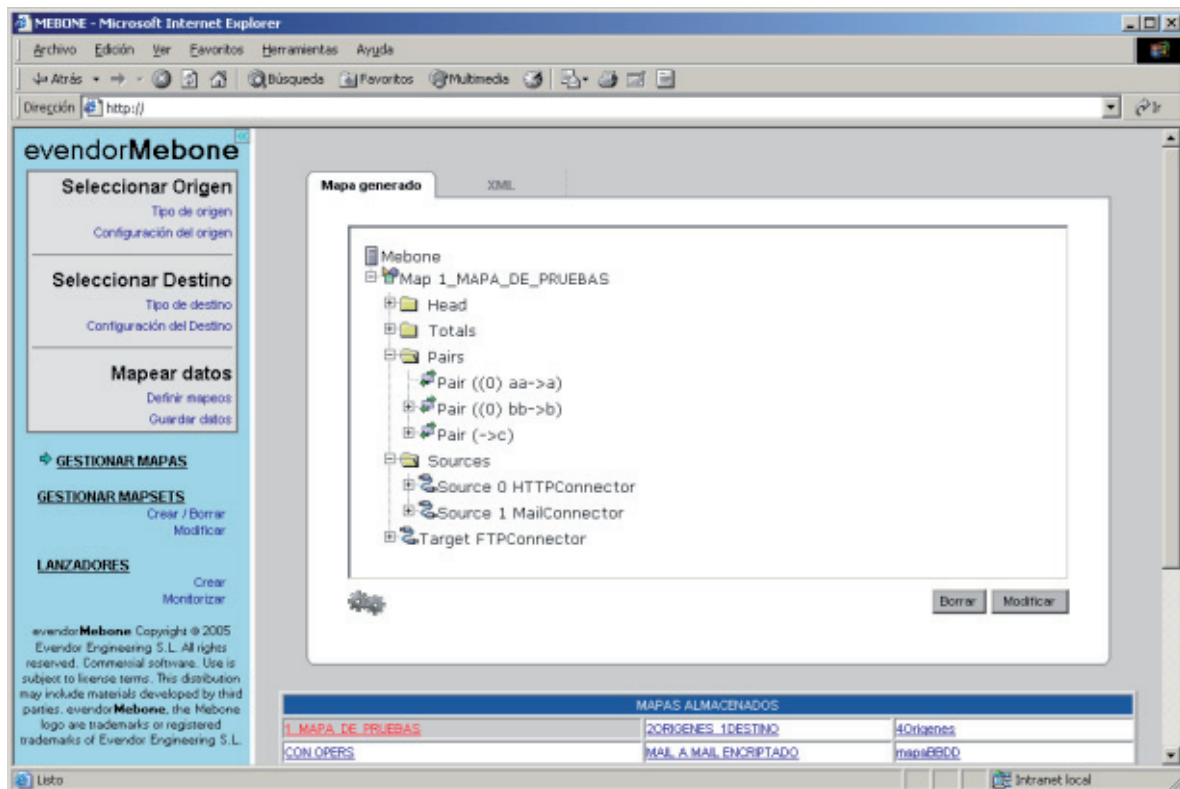 MEBONE - Microsoft Internet Explorer
Archivo Edición Ver Favoritos Herramientas Ayuda
Atrás Búsqueda Favoritos Multimedia
Dirección http:// Ir
evendorMebone
Seleccionar Origen
Tipo de origen
Configuración del origen
Seleccionar Destino
Tipo de destino
Configuración del Destino
Mapear datos
Definir mapeos
Guardar datos
GESTIONAR MAPAS
GESTIONAR MAPSETS
Crear / Borrar
Modificar
LANZADORES
Crear
Monitorizar
evendorMebone Copyright © 2005
Evendor Engineering S.L. All rights
reserved. Commercial software. Use is
subject to license terms. This distribution
may include materials developed by third
parties. evendorMebone, the Mebone
logo are trademarks or registered
trademarks of Evendor Engineering S.L.
Mapa generado XML
Mebone
Map 1_MAPA_DE_PRUEBAS
Head
Totals
Pairs
Pair ((0) aa->a)
Pair ((0) bb->b)
Pair (->c)
Sources
Source 0 HTTPConnector
Source 1 MailConnector
Target FTPConnector
Borrar Modificar
MAPAS ALMACENADOS
1_MAPA_DE_PRUEBAS 2ORIGENES_1DESTINO 4Origenes
CON OPERS MAIL A MAIL ENCRIPTADO mapaBBDD
Listo Intranet local